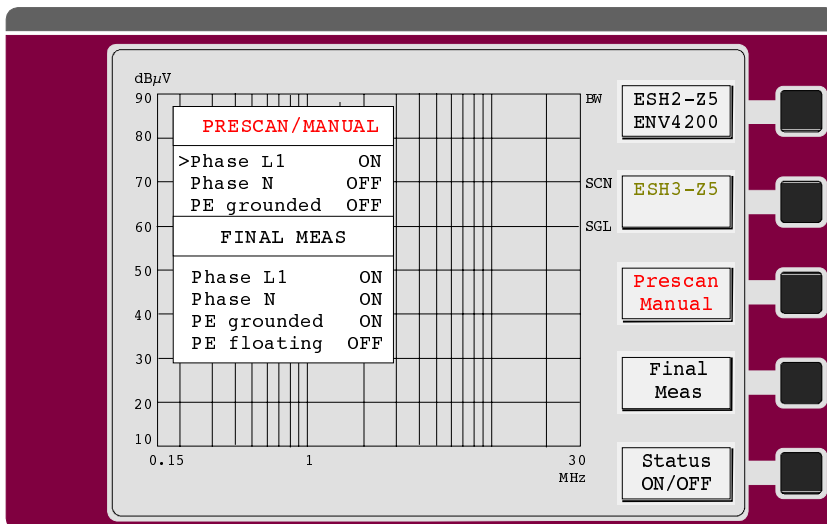 dBµV
90
80
70
60
50
40
30
20
10
0.15
1
30
MHz
PRESCAN/MANUAL
>Phase L1 ON
Phase N OFF
PE grounded OFF
FINAL MEAS
Phase L1 ON
Phase N ON
PE grounded ON
PE floating OFF
BW
SCN
SGL
ESH2-Z5
ENV4200
ESH3-Z5
Prescan
Manual
Final
Meas
Status
ON/OFF